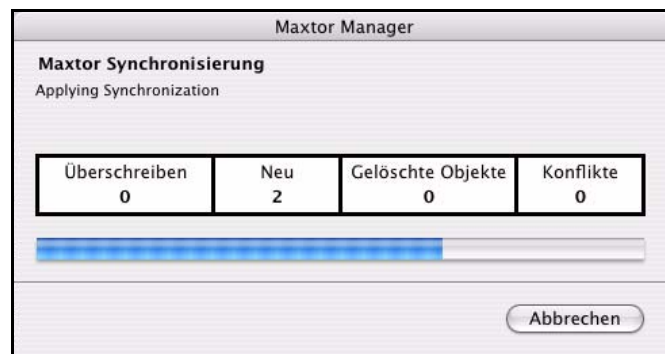 Maxtor Manager
Maxtor Synchronisierung
Applying Synchronization
Überschreiben Neu Gelöschte Objekte Konflikte
0 2 0 0
Abbrechen